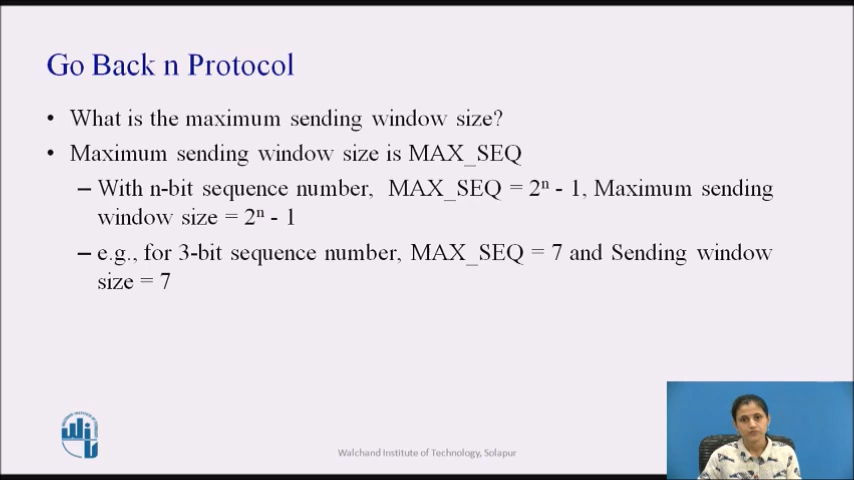 Go Back n Protocol
• What is the maximum sending window size?
• Maximum sending window size is MAX_SEQ
– With n-bit sequence number, MAX_SEQ = 2ⁿ - 1, Maximum sending
window size = 2ⁿ - 1
– e.g., for 3-bit sequence number, MAX_SEQ = 7 and Sending window
size = 7
Walchand Institute of Technology, Solapur